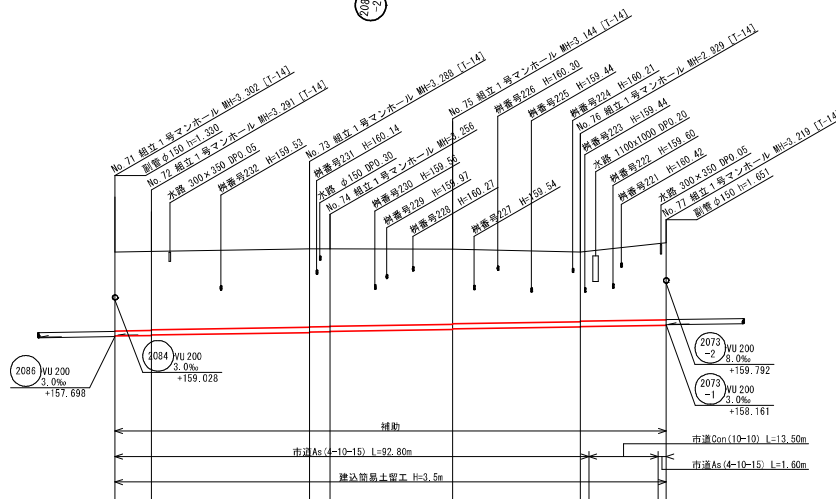 208
-2
No.71 組立1号マンホール MH=3.302 [T-14]
副管φ150 h=1.330
No.72 組立1号マンホール MH=3.291 [T-14]
水路 300×350 DP0.05
桝番号232 H=159.53
No.73 組立1号マンホール MH=3.288 [T-14]
桝番号231 H=160.14
水路 φ150 DP0.30
No.74 組立1号マンホール MH=3.256
桝番号230 H=159.56
桝番号229 H=159.97
桝番号228 H=160.27
No.75 組立1号マンホール MH=3.144 [T-14]
桝番号227 H=159.54
桝番号226 H=160.30
桝番号225 H=159.44
桝番号224 H=160.21
No.76 組立1号マンホール MH=2.929 [T-14]
桝番号223 H=159.44
水路 1100x1000 DP0.20
桝番号222 H=159.60
桝番号221 H=160.42
水路 300×350 DP0.05
No.77 組立1号マンホール MH=3.219 [T-14
副管φ150 h=1.651
2086
VU 200
3.0‰
+157.698
2084
VU 200
3.0‰
+159.028
2073
-2
VU 200
8.0‰
+159.792
2073
-1
VU 200
3.0‰
+158.161
補助
市道As(4-10-15) L=92.80m
市道Con(10-10) L=13.50m
市道As(4-10-15) L=1.60m
建込簡易土留工 H=3.5m